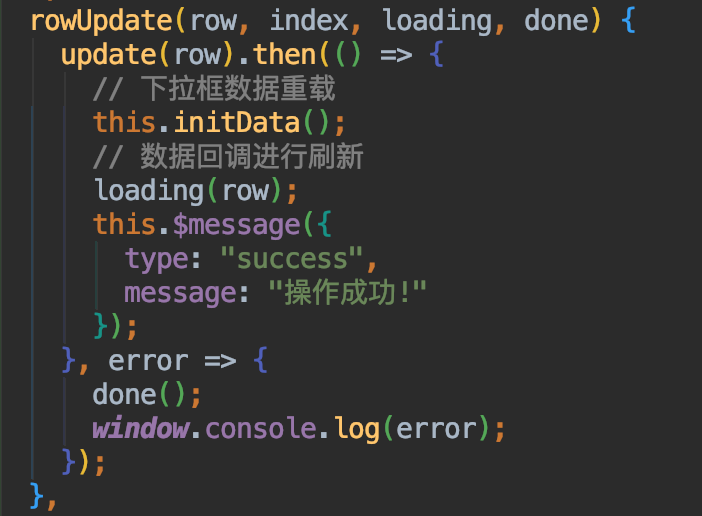 rowUpdate(row, index, loading, done) {
  update(row).then(() => {
    // 下拉框数据重载
    this.initData();
    // 数据回调进行刷新
    loading(row);
    this.$message({
      type: "success",
      message: "操作成功!"
    });
  }, error => {
    done();
    window.console.log(error);
  });
},